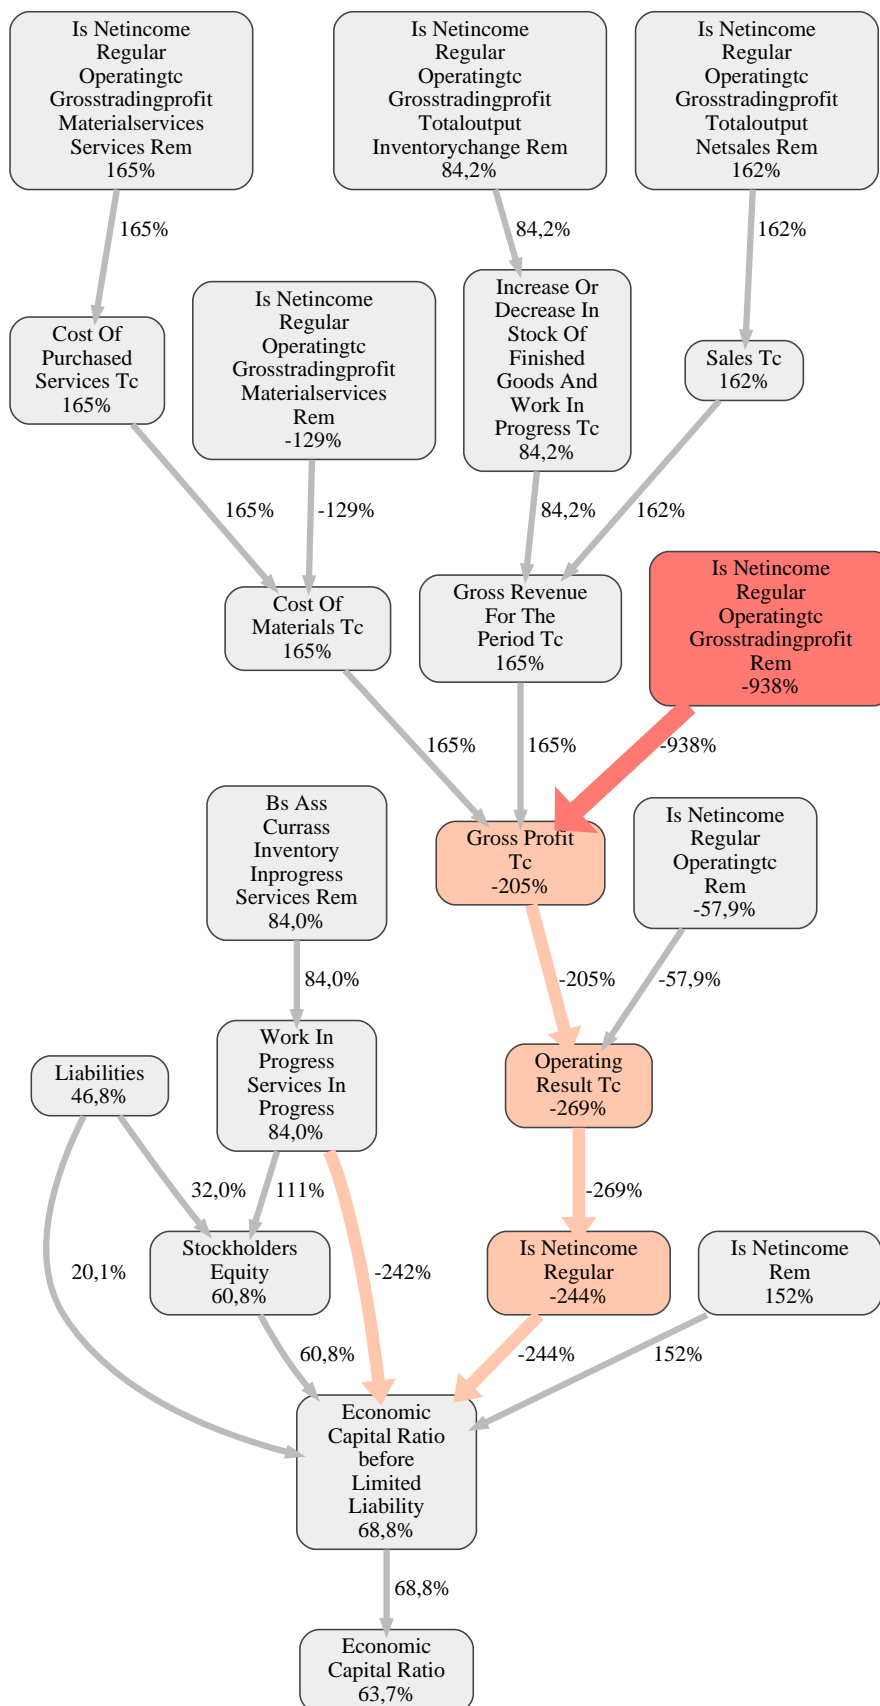 Is Netincome
Regular
Operatingtc
Grosstradingprofit
Materialservices
Services Rem
165%
Is Netincome
Regular
Operatingtc
Grosstradingprofit
Totaloutput
Inventorychange Rem
84,2%
Is Netincome
Regular
Operatingtc
Grosstradingprofit
Totaloutput
Netsales Rem
162%
165%
84,2%
162%
Cost Of
Purchased
Services Tc
165%
Is Netincome
Regular
Operatingtc
Grosstradingprofit
Materialservices
Rem
-129%
Increase Or
Decrease In
Stock Of
Finished
Goods And
Work In
Progress Tc
84,2%
Sales Tc
162%
165%
-129%
84,2%
162%
Cost Of
Materials Tc
165%
Gross Revenue
For The
Period Tc
165%
Is Netincome
Regular
Operatingtc
Grosstradingprofit
Rem
-938%
165%
165%
-938%
Bs Ass
Currass
Inventory
Inprogress
Services Rem
84,0%
Gross Profit
Tc
-205%
Is Netincome
Regular
Operatingtc
Rem
-57,9%
84,0%
-205%
-57,9%
Liabilities
46,8%
Work In
Progress
Services In
Progress
84,0%
Operating
Result Tc
-269%
32,0%
111%
-269%
20,1%
Stockholders
Equity
60,8%
-242%
Is Netincome
Regular
-244%
Is Netincome
Rem
152%
60,8%
-244%
152%
Economic
Capital Ratio
before
Limited
Liability
68,8%
68,8%
Economic
Capital Ratio
63,7%